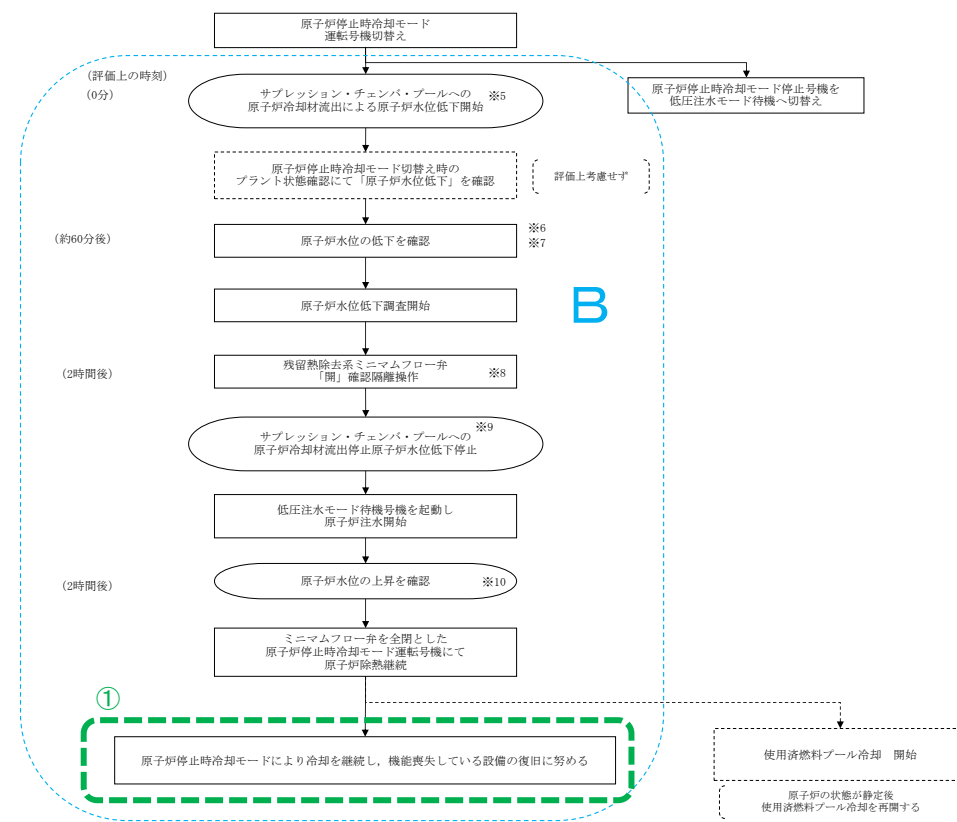 原子炉停止時冷却モード
運転号機切替え
(評価上の時刻)
(0分)
サプレッション・チェンバ・プールへの
原子炉冷却材流出による原子炉水位低下開始
※5
原子炉停止時冷却モード停止号機を
低圧注水モード待機へ切替え
原子炉停止時冷却モード切替え時の
プラント状態確認にて「原子炉水位低下」を確認
評価上考慮せず
(約60分後)
原子炉水位の低下を確認
※6
※7
原子炉水位低下調査開始
B
(2時間後)
残留熱除去系ミニマムフロー弁
「開」確認隔離操作
※8
サプレッション・チェンバ・プールへの
原子炉冷却材流出停止原子炉水位低下停止
※9
低圧注水モード待機号機を起動し
原子炉注水開始
(2時間後)
原子炉水位の上昇を確認
※10
ミニマムフロー弁を全閉とした
原子炉停止時冷却モード運転号機にて
原子炉除熱継続
①
原子炉停止時冷却モードにより冷却を継続し，機能喪失している設備の復旧に努める
使用済燃料プール冷却　開始
原子炉の状態が静定後
使用済燃料プール冷却を再開する